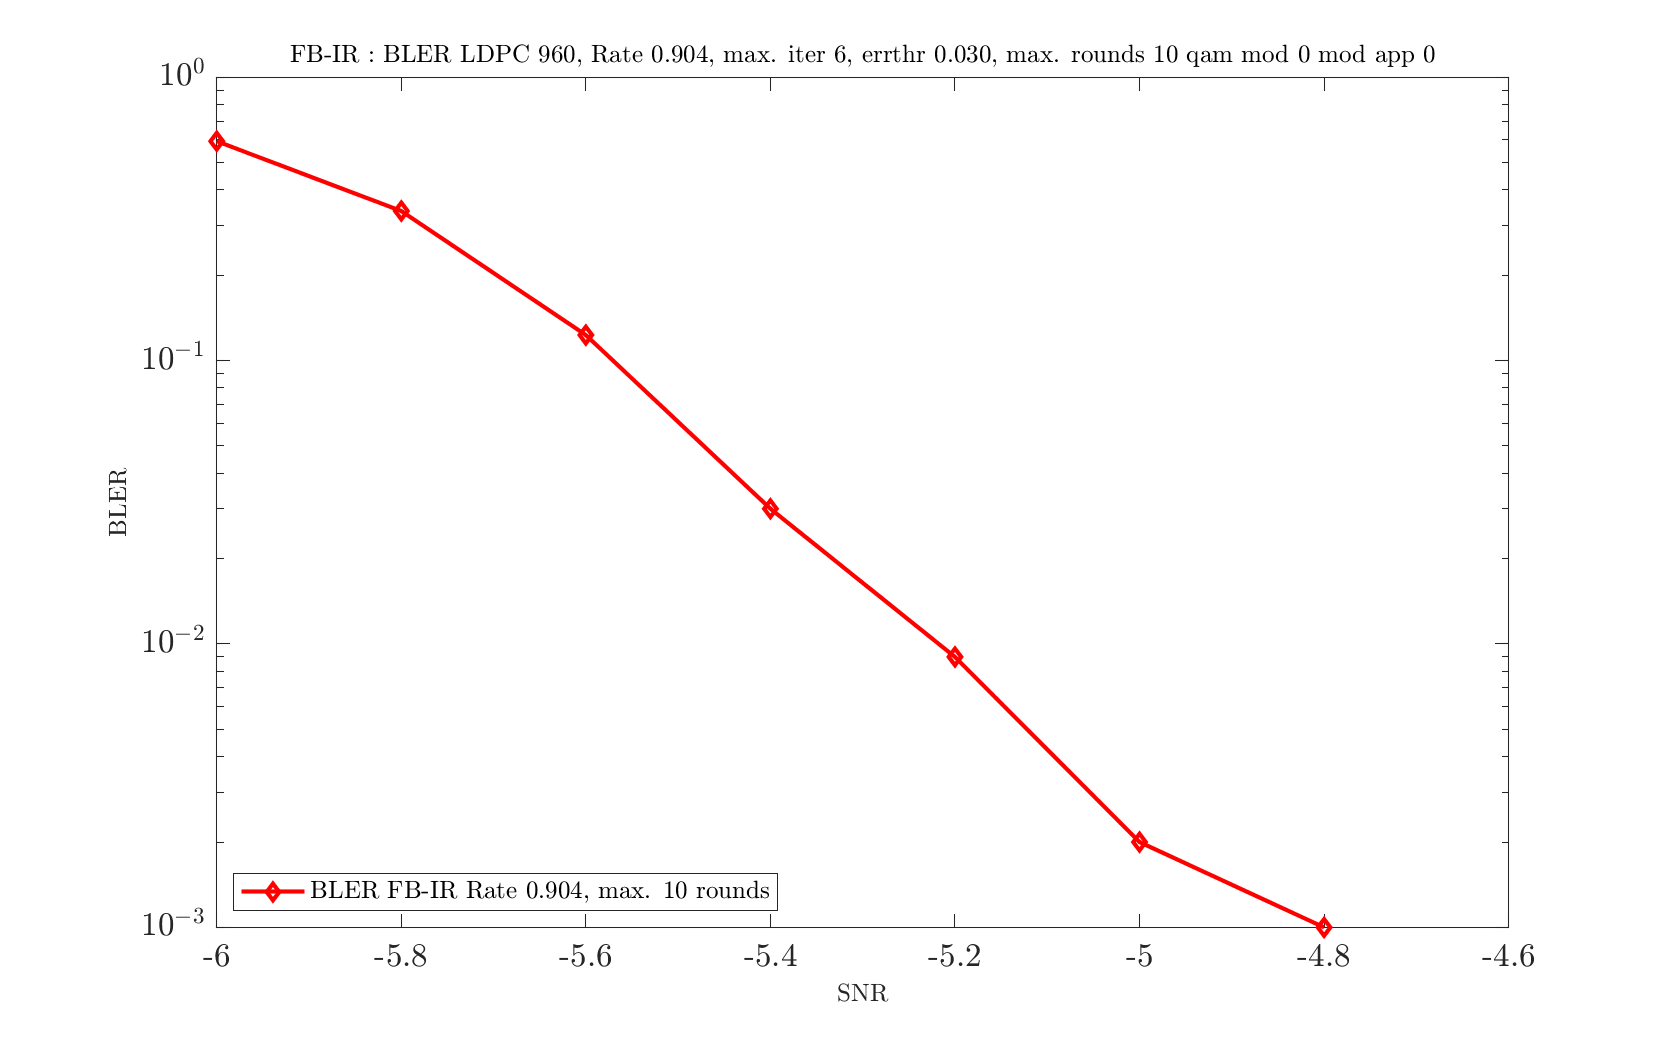 FB-IR : BLER LDPC 960, Rate 0.904, max. iter 6, errthr 0.030, max. rounds 10 qam mod 0 mod app 0
10^0
10^-1
10^-2
10^-3
BLER
BLER FB-IR Rate 0.904, max. 10 rounds
-6 -5.8 -5.6 -5.4 -5.2 -5 -4.8 -4.6
SNR